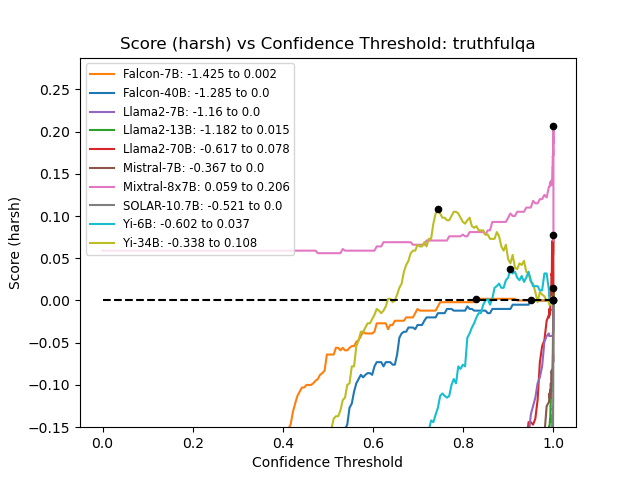 Score (harsh) vs Confidence Threshold: truthfulqa
Falcon-7B: -1.425 to 0.002
Falcon-40B: -1.285 to 0.0
Llama2-7B: -1.16 to 0.0
Llama2-13B: -1.182 to 0.015
Llama2-70B: -0.617 to 0.078
Mistral-7B: -0.367 to 0.0
Mixtral-8x7B: 0.059 to 0.206
SOLAR-10.7B: -0.521 to 0.0
Yi-6B: -0.602 to 0.037
Yi-34B: -0.338 to 0.108
Score (harsh)
0.25
0.20
0.15
0.10
0.05
0.00
−0.05
−0.10
−0.15
0.0 0.2 0.4 0.6 0.8 1.0
Confidence Threshold